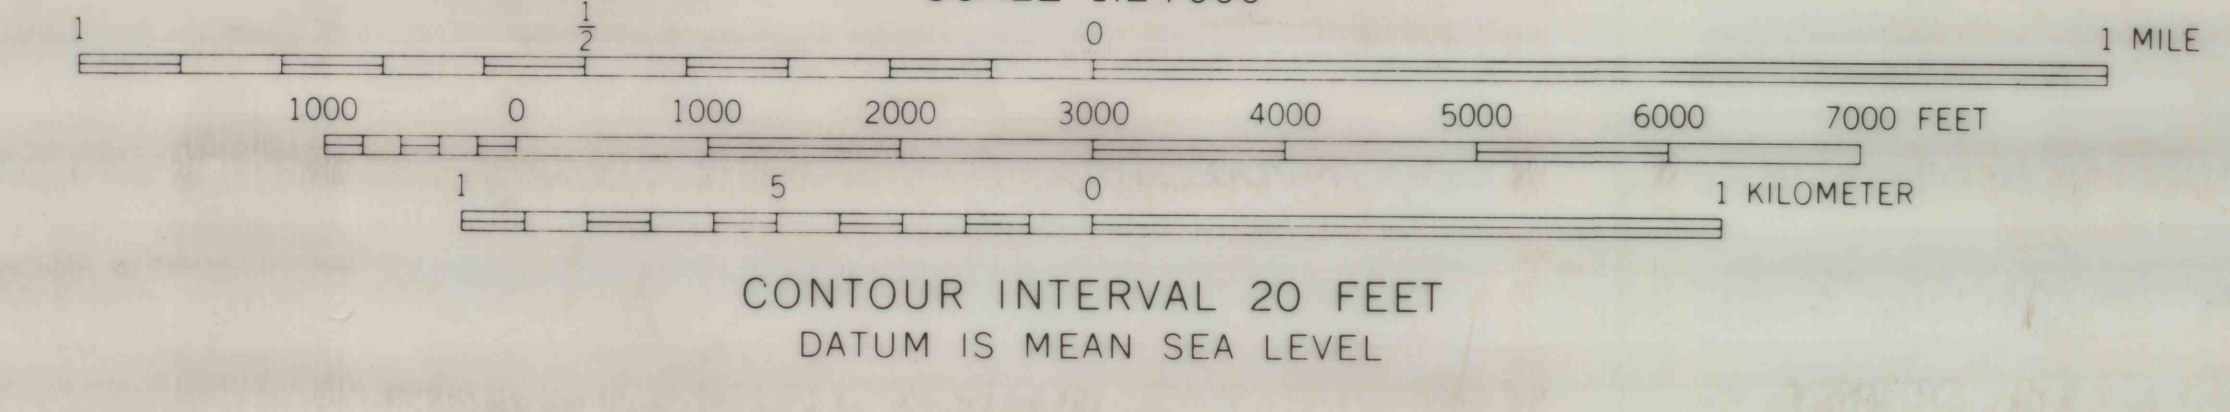 1 ½ 0 1 MILE
1000 0 1000 2000 3000 4000 5000 6000 7000 FEET
1 5 0 1 KILOMETER
CONTOUR INTERVAL 20 FEET
DATUM IS MEAN SEA LEVEL